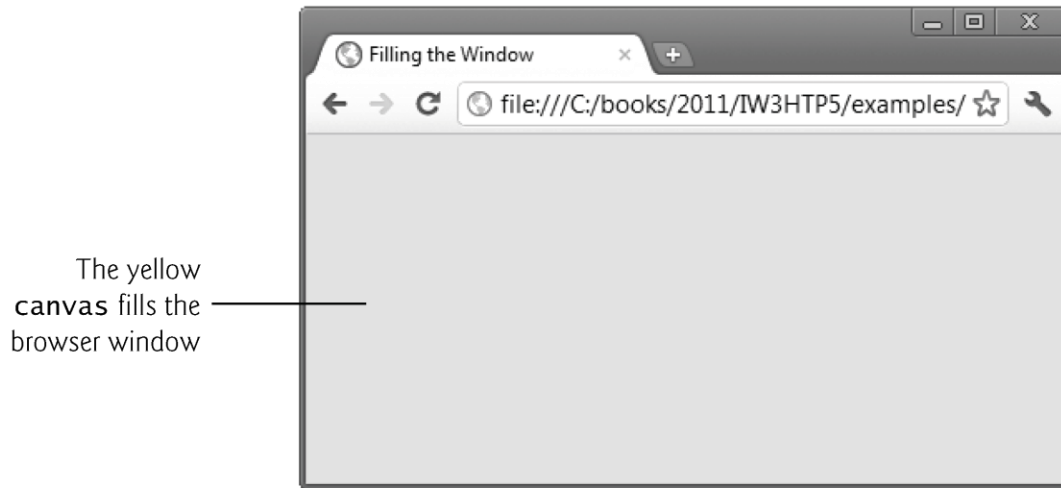 Filling the Window
file:///C:/books/2011/IW3HTP5/examples/
The yellow
canvas fills the
browser window